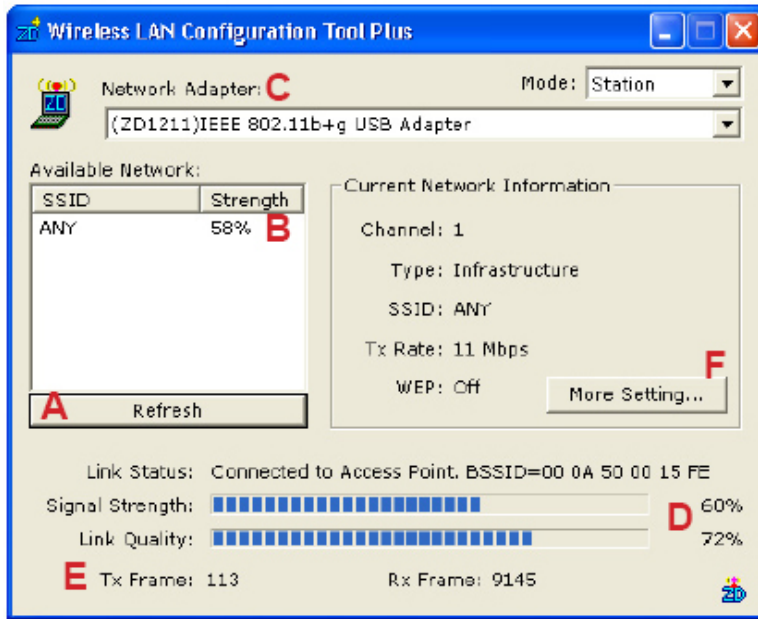 Wireless LAN Configuration Tool Plus
Network Adapter: C
Mode: Station
(ZD1211)IEEE 802.11b+g USB Adapter
Available Network:
SSID Strength
ANY 58% B
A Refresh
Current Network Information
Channel: 1
Type: Infrastructure
SSID: ANY
Tx Rate: 11 Mbps
WEP: Off
F
More Setting...
Link Status: Connected to Access Point. BSSID=00 0A 50 00 15 FE
Signal Strength: 60%
D
Link Quality: 72%
E Tx Frame: 113 Rx Frame: 9145
ZD